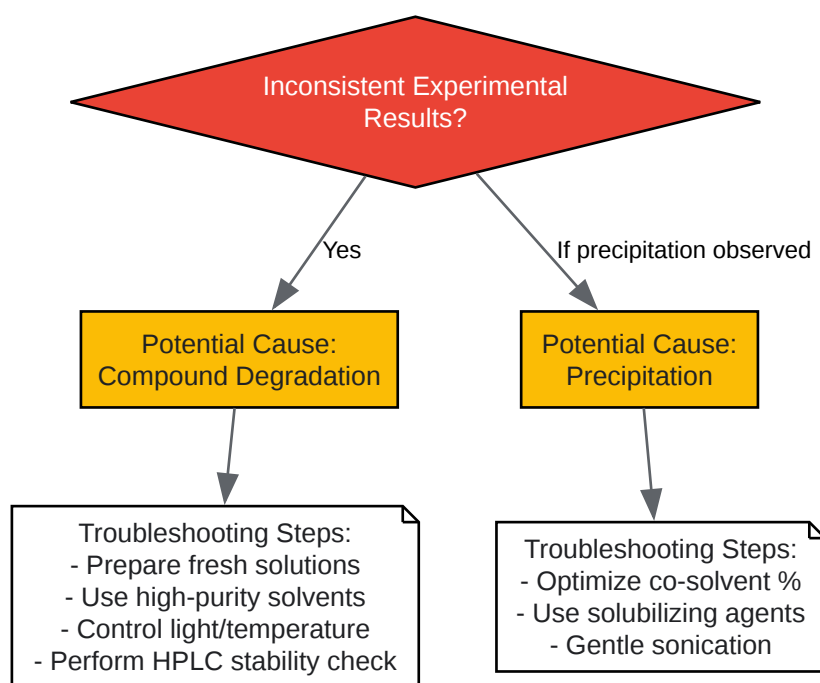 Inconsistent Experimental
Results?
Yes
If precipitation observed
Potential Cause:
Compound Degradation
Potential Cause:
Precipitation
Troubleshooting Steps:
- Prepare fresh solutions
- Use high-purity solvents
- Control light/temperature
- Perform HPLC stability check
Troubleshooting Steps:
- Optimize co-solvent %
- Use solubilizing agents
- Gentle sonication